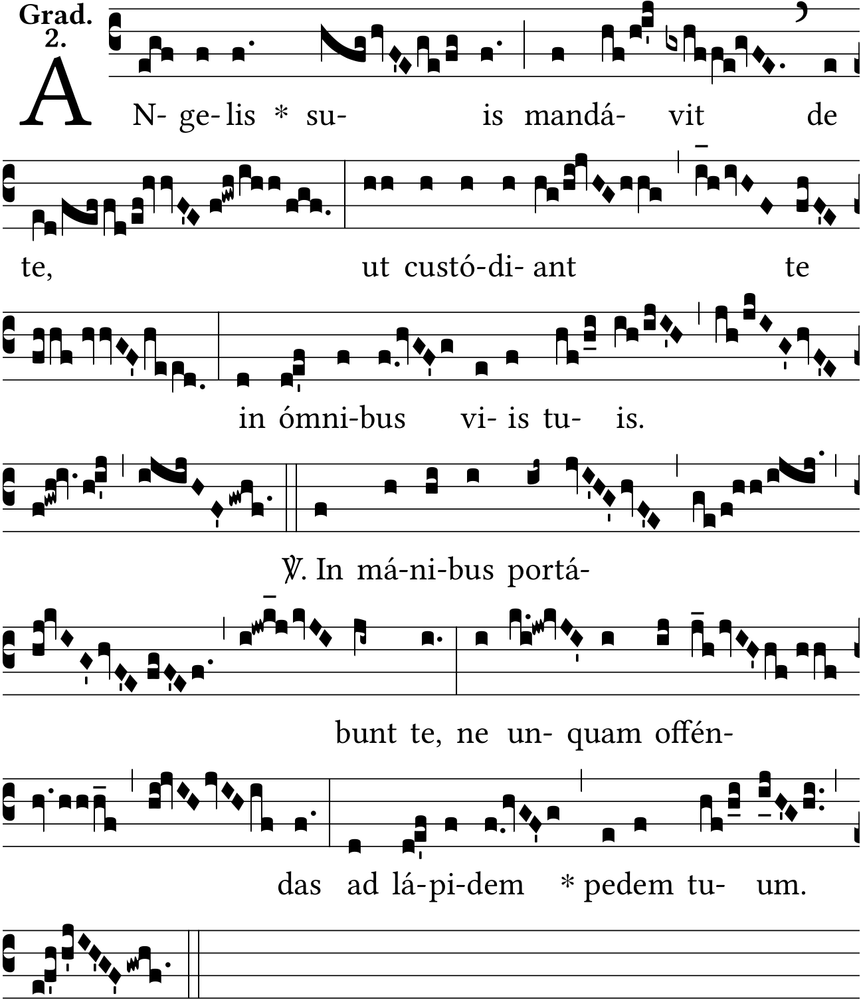 Grad.
2.
AN- ge- lis * su- is mandá- vit de
te, ut custó-di- ant te
in ómni-bus vi- is tu- is.
℣. In má-ni-bus portá-
bunt te, ne un- quam offén-
das ad lá-pi-dem * pedem tu- um.